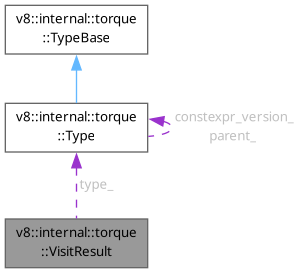 v8::internal::torque
::TypeBase
v8::internal::torque
::Type
constexpr_version_
parent_
type_
v8::internal::torque
::VisitResult